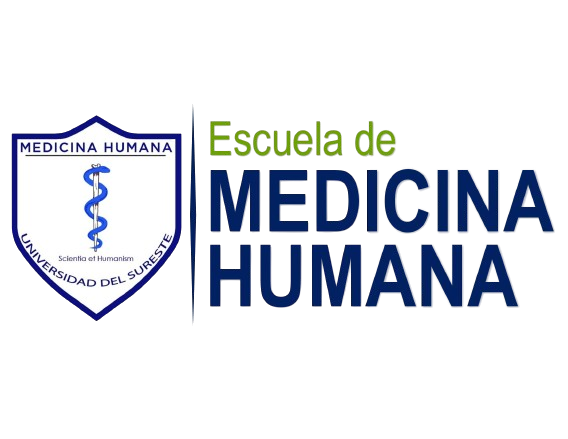 MEDICINA HUMANA
Scientia et Humanism
UNIVERSIDAD DEL SURESTE
Escuela de
MEDICINA
HUMANA